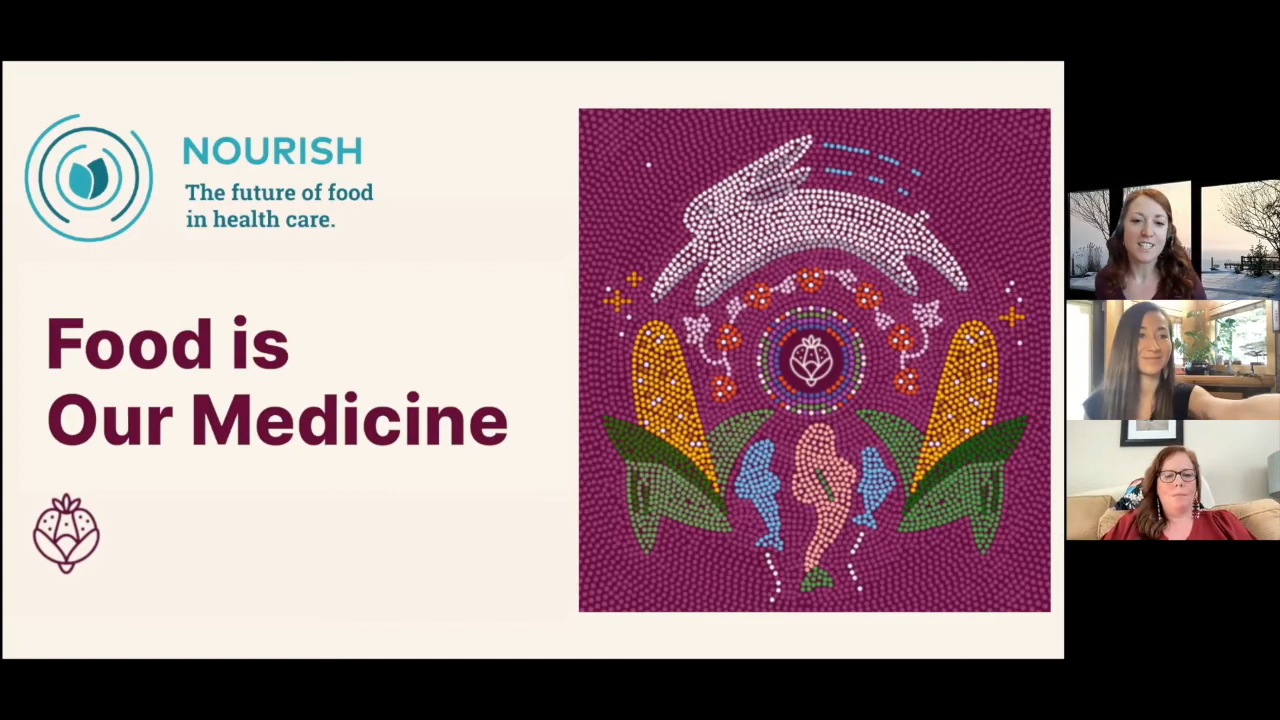 NOURISH
The future of food
in health care.
Food is
Our Medicine